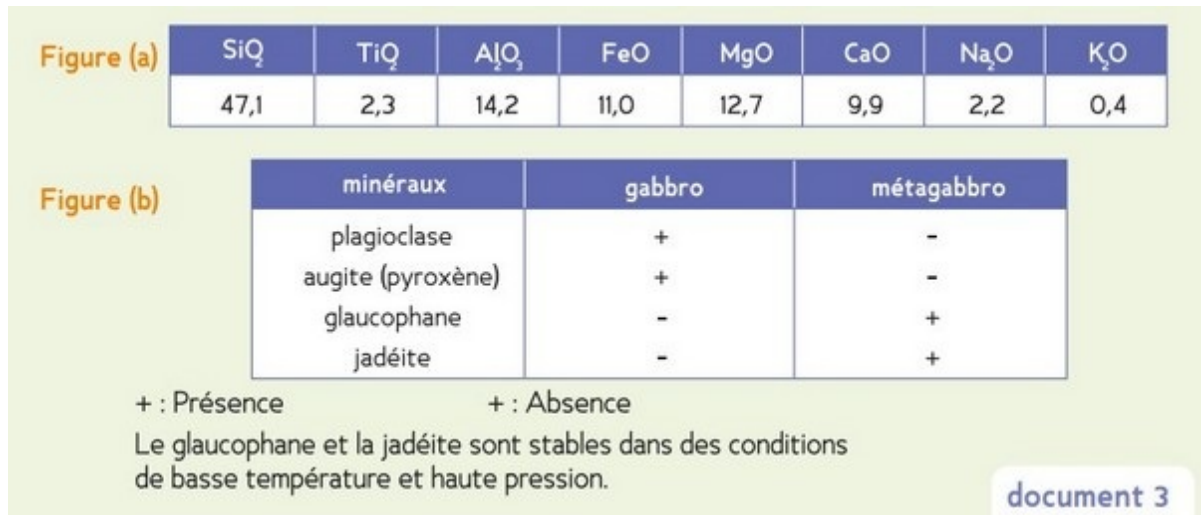 Figure (a)
SiO₂ TiO₂ Al₂O₃ FeO MgO CaO Na₂O K₂O
47,1 2,3 14,2 11,0 12,7 9,9 2,2 0,4
Figure (b)
minéraux gabbro métagabbro
plagioclase + -
augite (pyroxène) + -
glaucophane - +
jadéite - +
+ : Présence + : Absence
Le glaucophane et la jadéite sont stables dans des conditions
de basse température et haute pression.
document 3